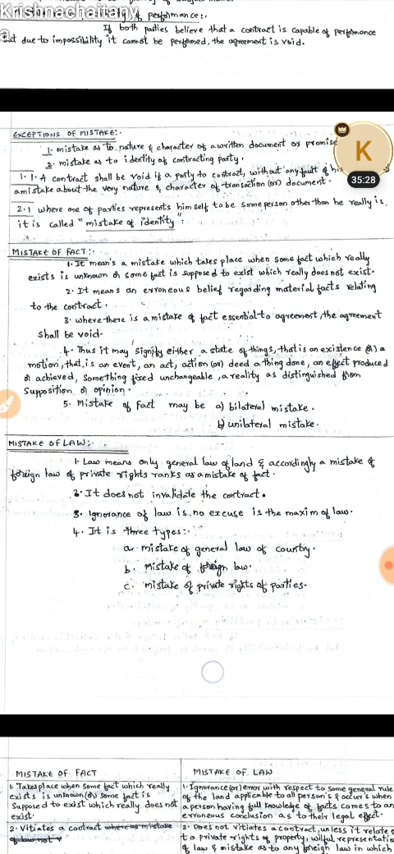 Krishnachaitany
of performance:.
If both parties believe that a contract is capable of performance
but due to impossibility it cannot be performed, the agreement is void.
EXCEPTIONS OF MISTAKE:.
1. mistake as to nature & character of a written document or promise
2. mistake as to identity of contracting party.
1.1. A contract shall be void if a party to contract, without any fault of
a mistake about the very nature & character of transaction (or) document.
2.1 where one of parties represents himself to be some person other than he really is,
it is called "mistake of identity".
K
35:28
MISTAKE OF FACT:.
1. It means a mistake which takes place when some fact which really
exists is unknown or some fact is supposed to exist which really does not exist.
2. It means an erroneous belief regarding material facts relating
to the contract.
3. where there is a mistake of fact essential to agreement, the agreement
shall be void.
4. Thus it may signify either a state of things, that is an existence (or) a
motion, that, is an event, an act, action (or) deed a thing done, an effect produced
or achieved, something fixed unchangeable, a reality as distinguished from
supposition or opinion.
5. Mistake of Fact may be a) bilateral mistake.
b) unilateral mistake.
MISTAKE OF LAW:.
1. Law means only general law of land & accordingly a mistake of
foreign law of private rights ranks as a mistake of fact.
2. It does not invalidate the contract.
3. Ignorance of law is no excuse is the maxim of law.
4. It is three types:.
a. mistake of general law of country.
b. mistake of foreign law.
c. mistake of private rights of parties.
MISTAKE OF FACT
MISTAKE OF LAW
1. Takes place when some fact which really
exists is unknown (or) some fact is
supposed to exist which really does not
exist.
1. Ignorance (or) error with respect to some general rule
of the land applicable to all person's & occurs when
a person having full knowledge of facts comes to an
erroneous conclusion as to their legal effect.
2. Vitiates a contract where as mistake
of law not
2. Does not vitiates a contract, unless it relates
to a private rights of property, wilful representation
of law & mistake as to any foreign law in which